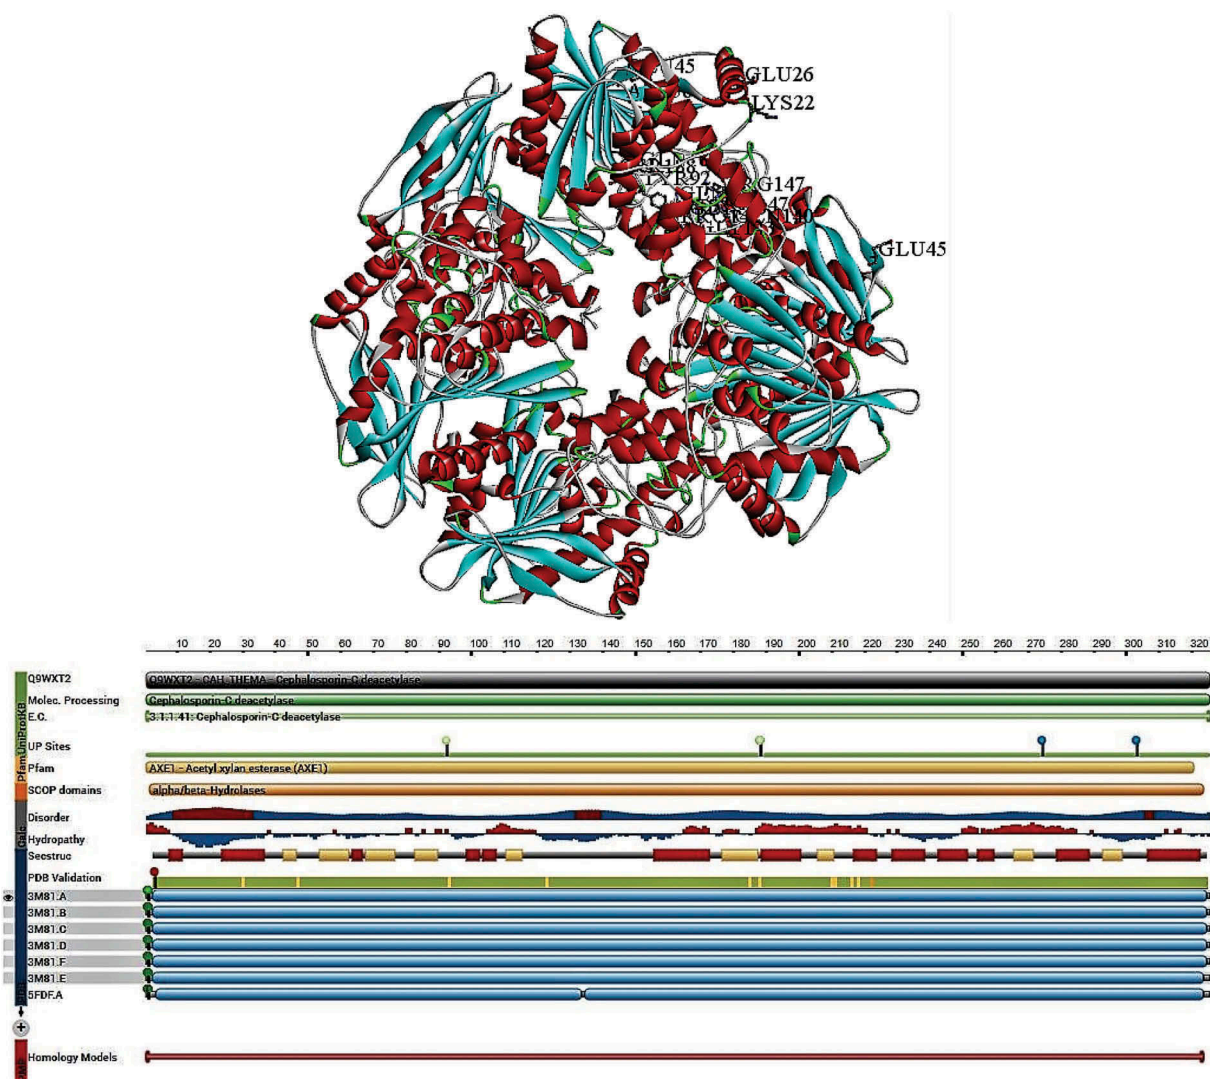 GLU26
LYS22
GLU45
10 20 30 40 50 60 70 80 90 100 110 120 130 140 150 160 170 180 190 200 210 220 230 240 250 260 270 280 290 300 310 320
Q9WXT2
Q9WXT2 - CAH_THEMA - Cephalosporin-C deacetylase
Molec. Processing
Cephalosporin-C deacetylase
E.C.
3.1.1.41: Cephalosporin-C deacetylase
UP Sites
Pfam
AXE1 - Acetyl xylan esterase (AXE1)
SCOP domains
alpha/beta-Hydrolases
Disorder
Hydropathy
Secstruc
PDB Validation
3M81.A
3M81.B
3M81.C
3M81.D
3M81.F
3M81.E
5FDF.A
Homology Models
Pfam UniProtKB
Calc